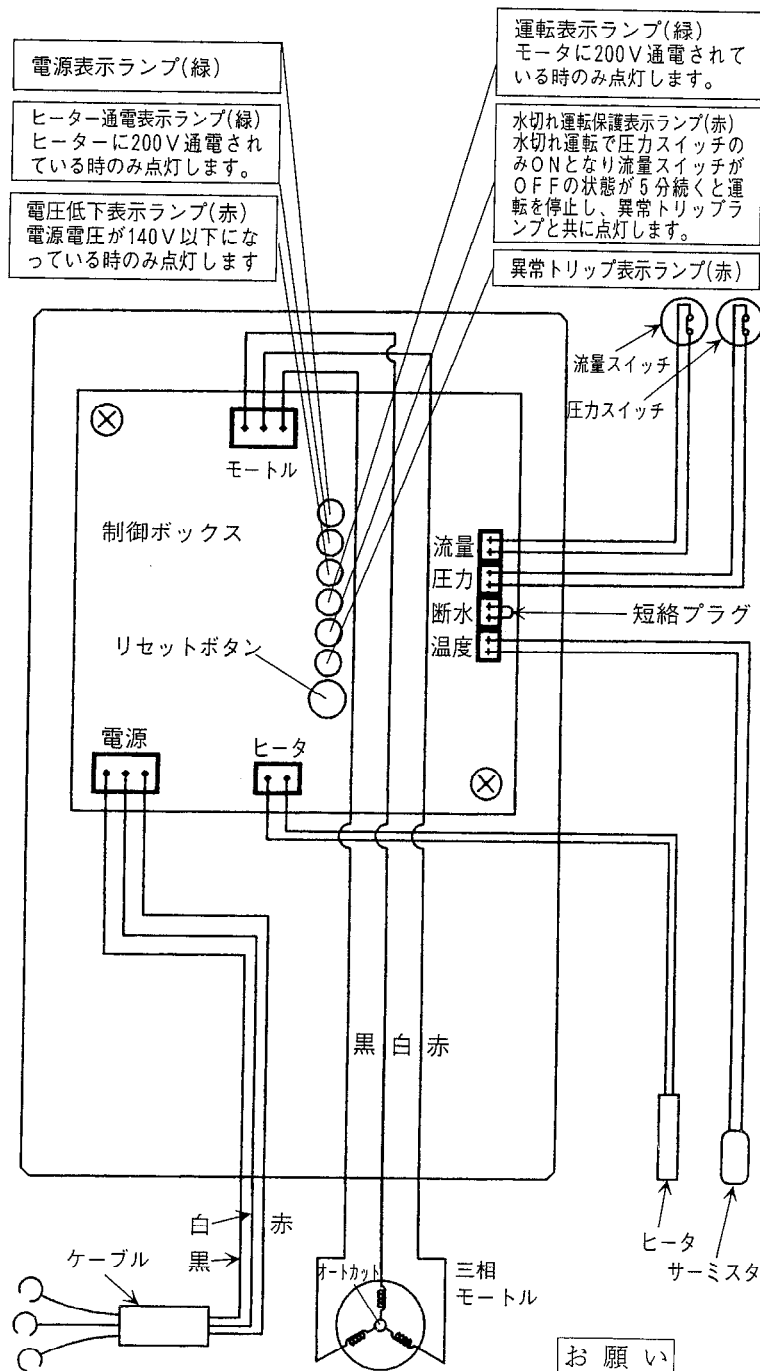 電源表示ランプ(緑)
ヒーター通電表示ランプ(緑)
ヒーターに200V通電され
ている時のみ点灯します。
電圧低下表示ランプ(赤)
電源電圧が140V以下にな
っている時のみ点灯します
運転表示ランプ(緑)
モータに200V通電されて
いる時のみ点灯します。
水切れ運転保護表示ランプ(赤)
水切れ運転で圧力スイッチの
みONとなり流量スイッチが
OFFの状態が5分続くと運
転を停止し、異常トリップラ
ンプと共に点灯します。
異常トリップ表示ランプ(赤)
流量スイッチ
圧力スイッチ
モートル
制御ボックス
流量
圧力
断水
短絡プラグ
温度
リセットボタン
電源
ヒータ
黒 白 赤
白 赤
黒
ケーブル
オートカット
三相
モートル
ヒータ
サーミスタ
お願い